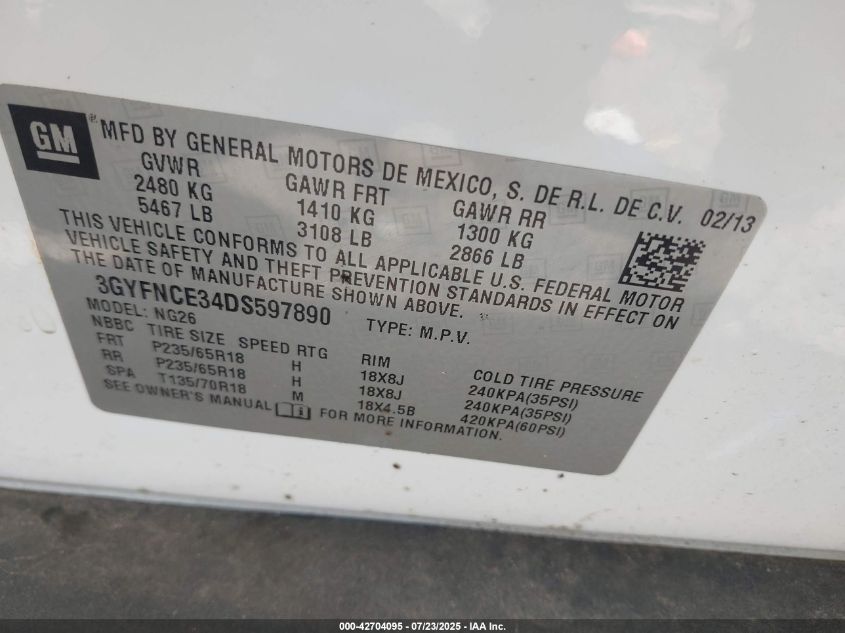 GM
® MFD BY GENERAL MOTORS DE MEXICO, S. DE R.L. DE C.V. 02/13
GVWR GAWR FRT GAWR RR
2480 KG 1410 KG 1300 KG
5467 LB 3108 LB 2866 LB
THIS VEHICLE CONFORMS TO ALL APPLICABLE U.S. FEDERAL MOTOR
VEHICLE SAFETY AND THEFT PREVENTION STANDARDS IN EFFECT ON
THE DATE OF MANUFACTURE SHOWN ABOVE.
3GYFNCE34DS597890 TYPE: M.P.V.
MODEL: NG26
NBBC TIRE SIZE SPEED RTG RIM COLD TIRE PRESSURE
FRT P235/65R18 H 18X8J 240KPA(35PSI)
RR P235/65R18 H 18X8J 240KPA(35PSI)
SPA T135/70R18 M 18X4.5B 420KPA(60PSI)
SEE OWNER'S MANUAL FOR MORE INFORMATION.
000-42704095 - 07/23/2025 - IAA Inc.